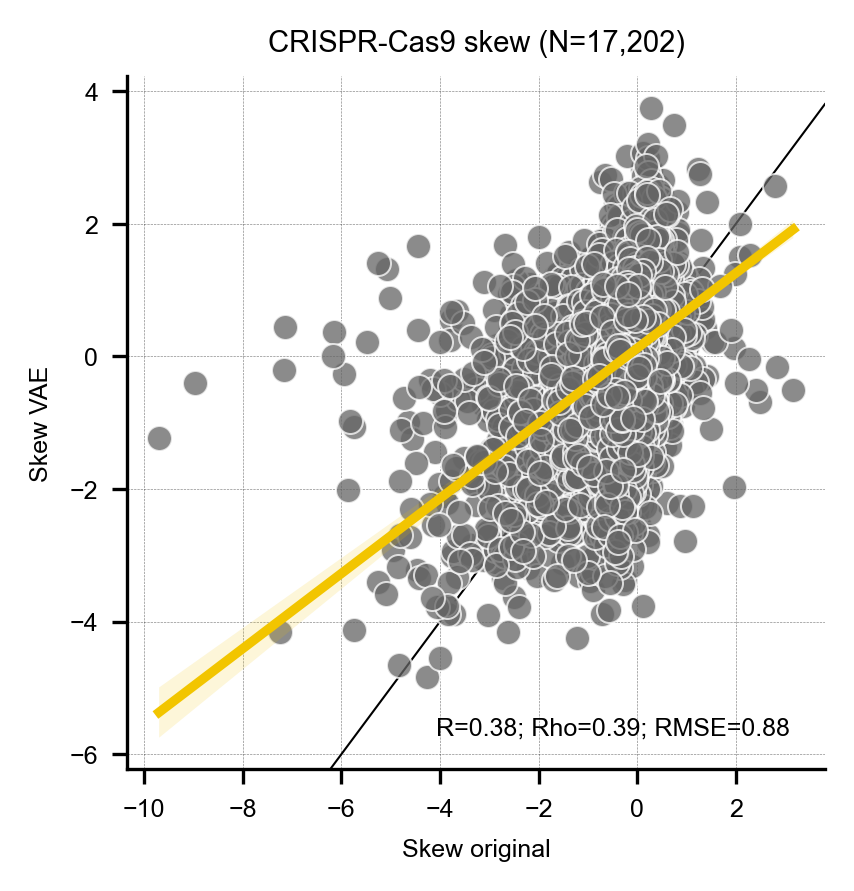 CRISPR-Cas9 skew (N=17,202)
4
2
0
−2
−4
−6
Skew VAE
R=0.38; Rho=0.39; RMSE=0.88
−10 −8 −6 −4 −2 0 2
Skew original